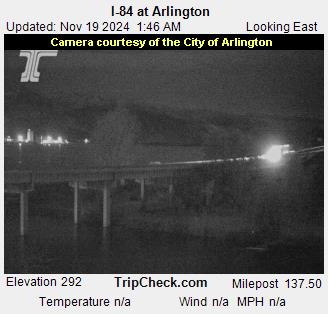 I-84 at Arlington
Updated: Nov 19 2024 1:46 AM Looking East
Camera courtesy of the City of Arlington
Elevation 292 TripCheck.com Milepost 137.50
Temperature n/a Wind n/a MPH n/a